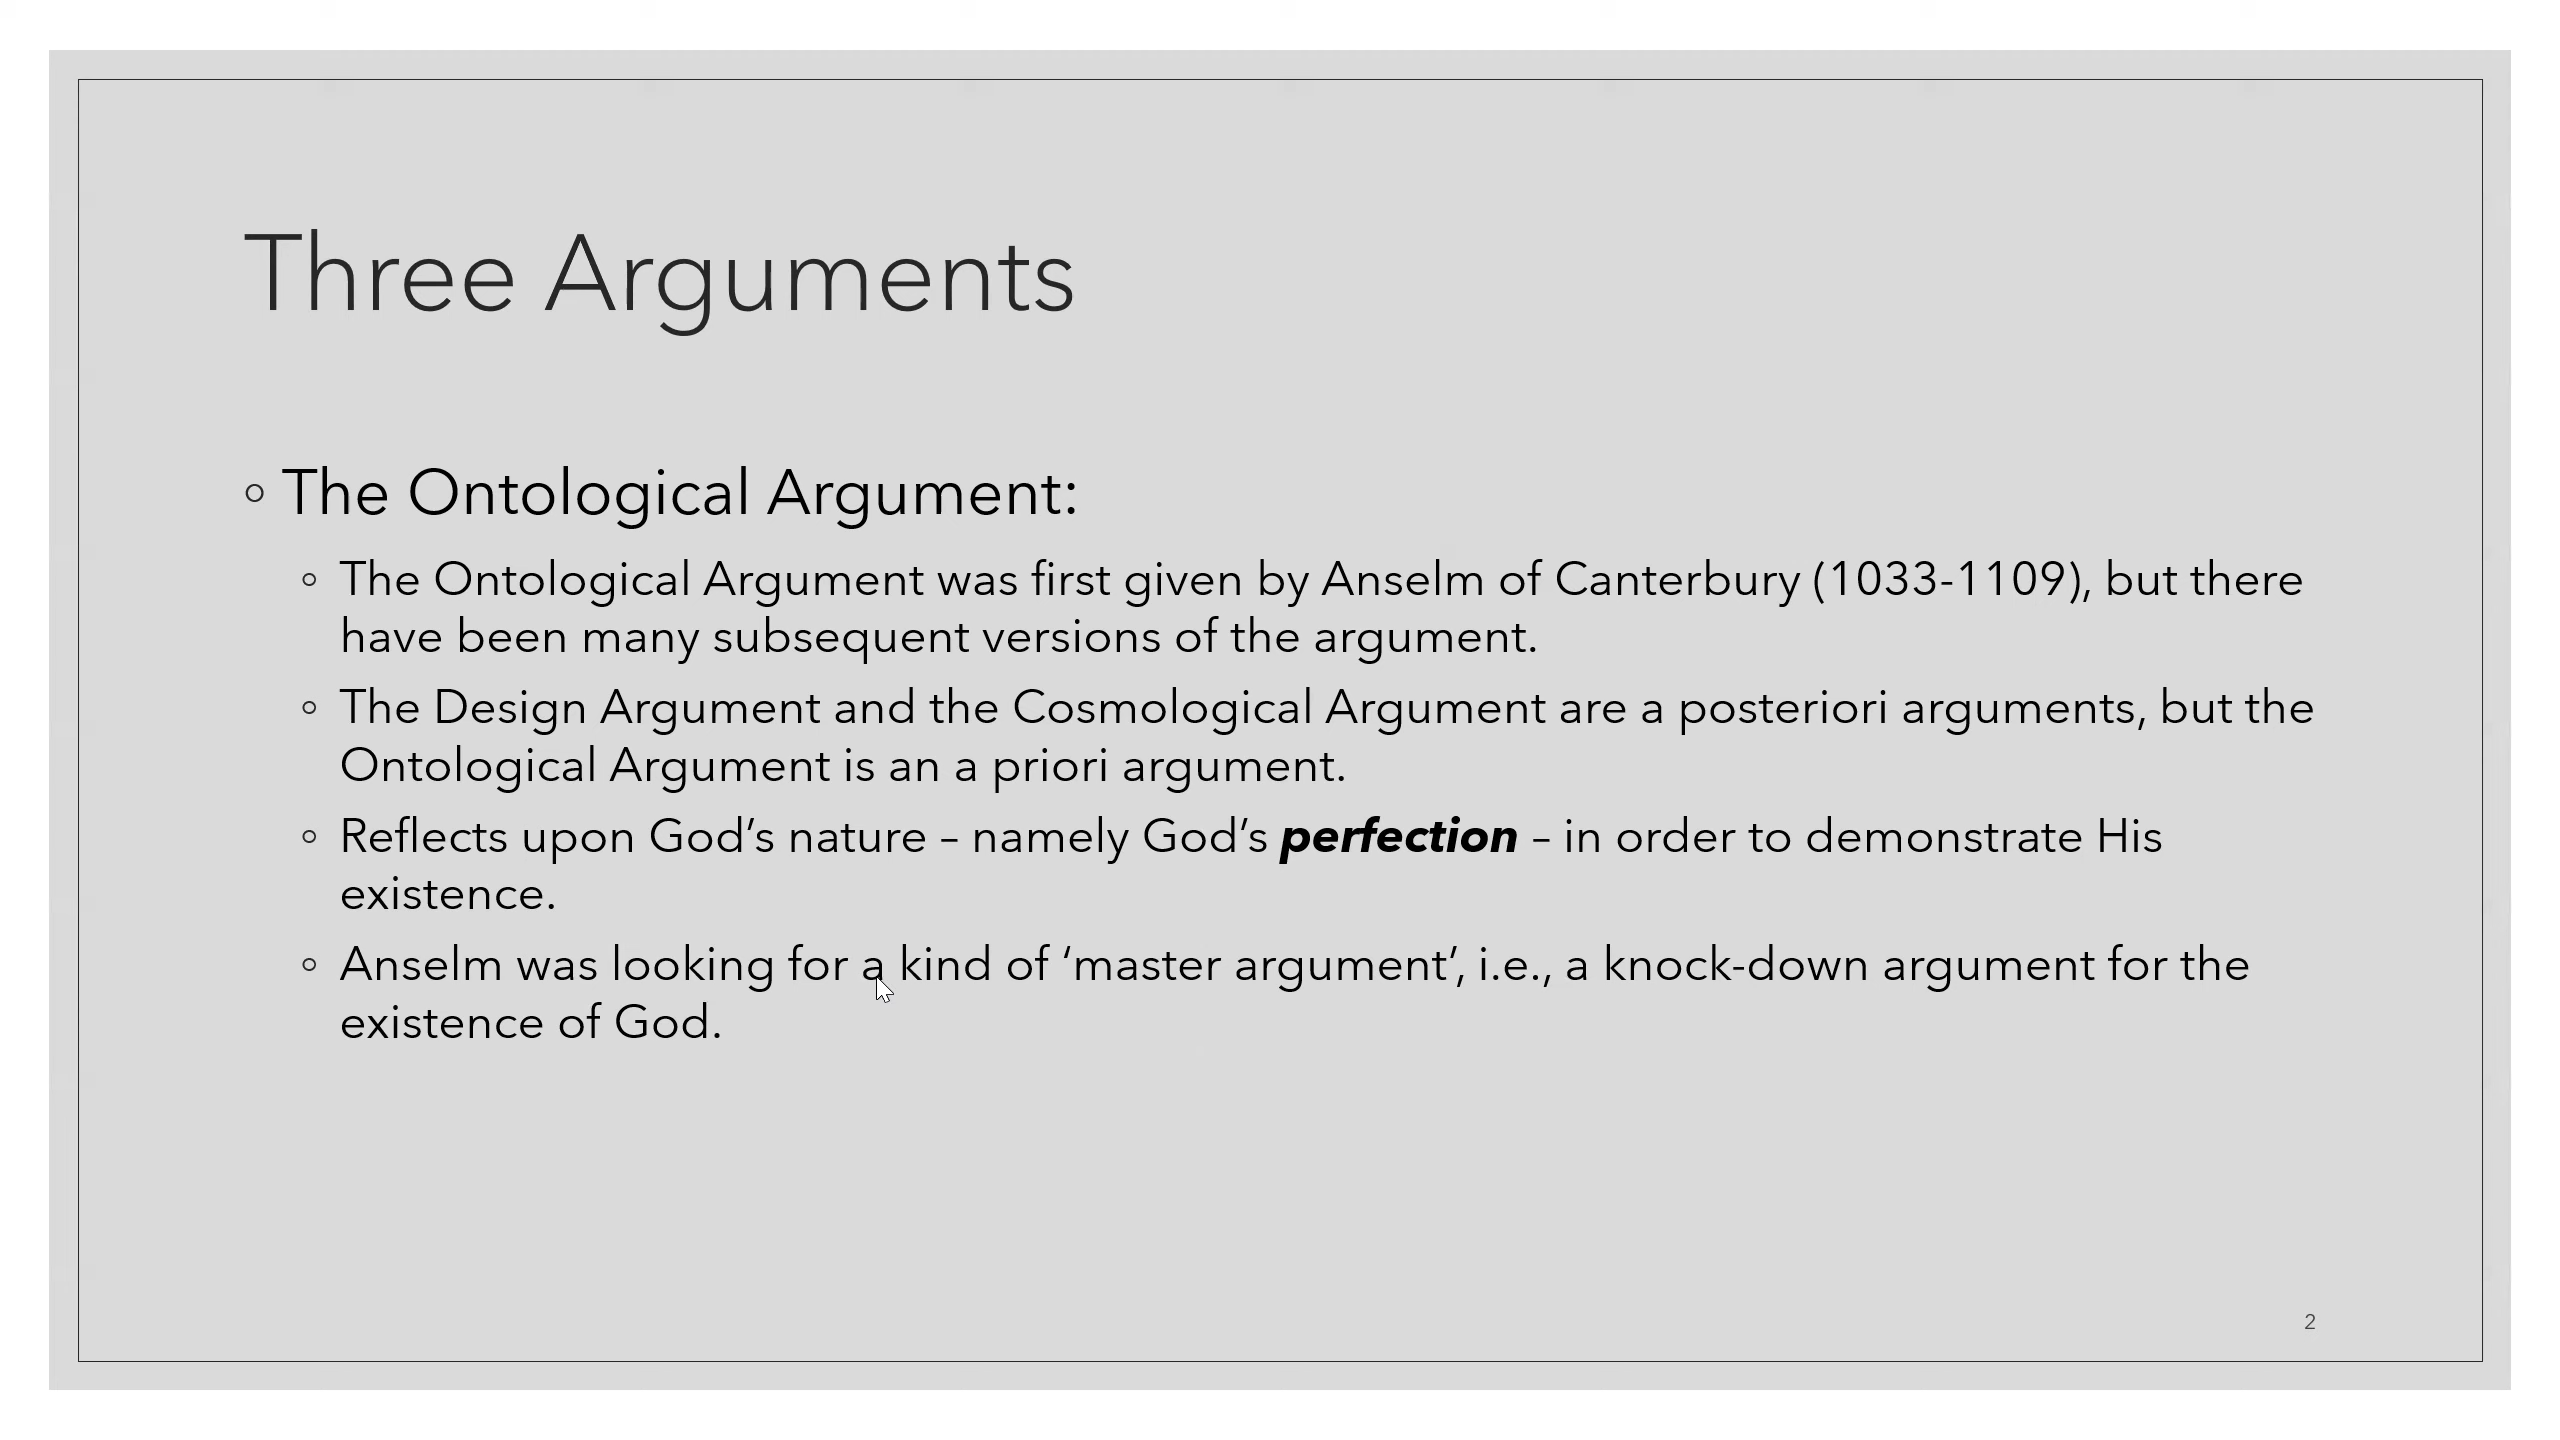 Three Arguments
◦ The Ontological Argument:
◦ The Ontological Argument was first given by Anselm of Canterbury (1033-1109), but there
have been many subsequent versions of the argument.
◦ The Design Argument and the Cosmological Argument are a posteriori arguments, but the
Ontological Argument is an a priori argument.
◦ Reflects upon God’s nature – namely God’s perfection – in order to demonstrate His
existence.
◦ Anselm was looking for a kind of ‘master argument’, i.e., a knock-down argument for the
existence of God.
2